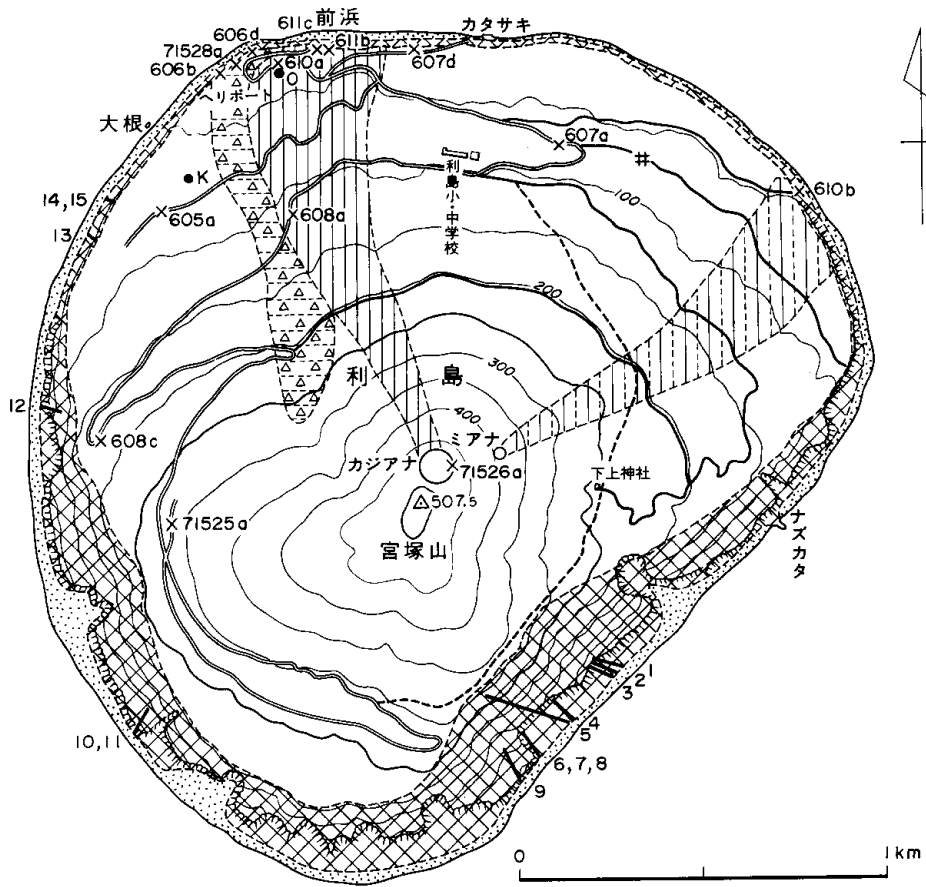 611c
前浜
カタサキ
606d
611b
71528a
610a
607d
606b
O
ヘリポート
大根
607a
井
利島小・中学校
K
100
610b
14,15
605a
608a
13
200
利島
300
400
12
ミアナ
608c
カジアナ
71526a
下上神社
507.5
71525a
宮塚山
ナズカタ
1
2
3
4
5
10,11
6,7,8
9
0
1km